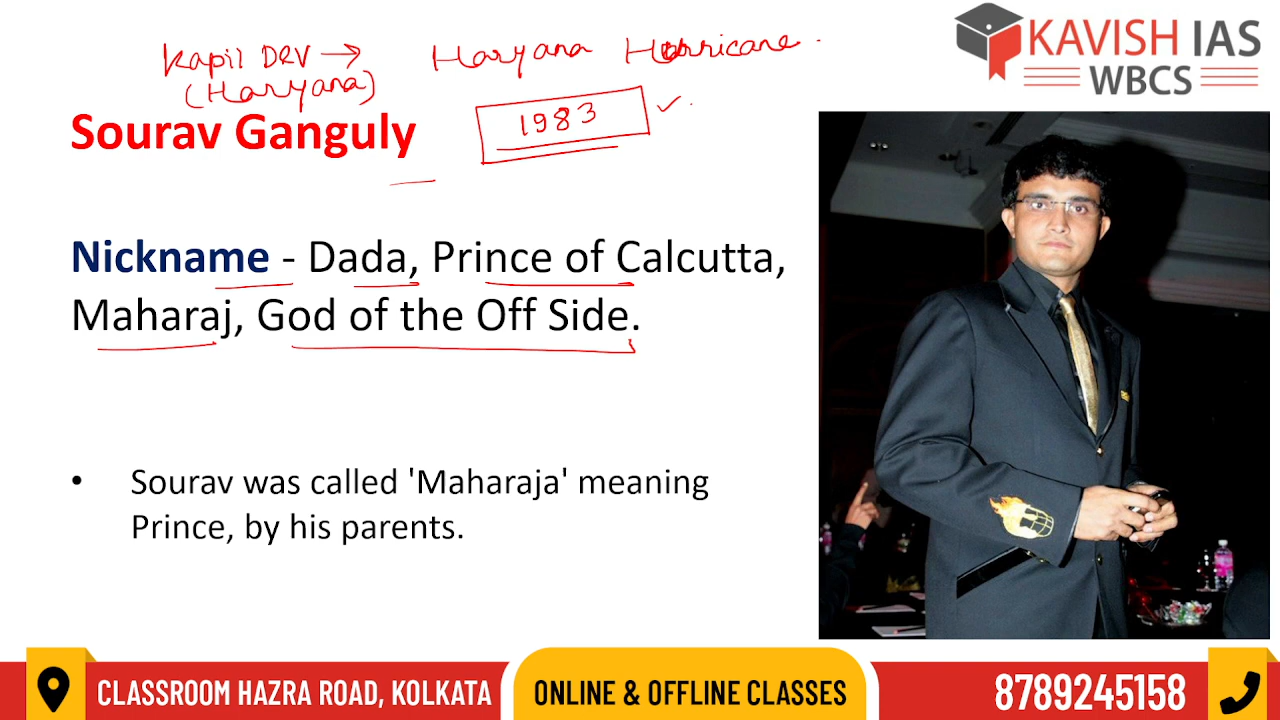 Kapil DEV → Haryana Hurricane.
(Haryana)
1983
KAVISH IAS
WBCS
Sourav Ganguly
Nickname - Dada, Prince of Calcutta,
Maharaj, God of the Off Side.
• Sourav was called 'Maharaja' meaning
Prince, by his parents.
CLASSROOM HAZRA ROAD, KOLKATA
ONLINE & OFFLINE CLASSES
8789245158